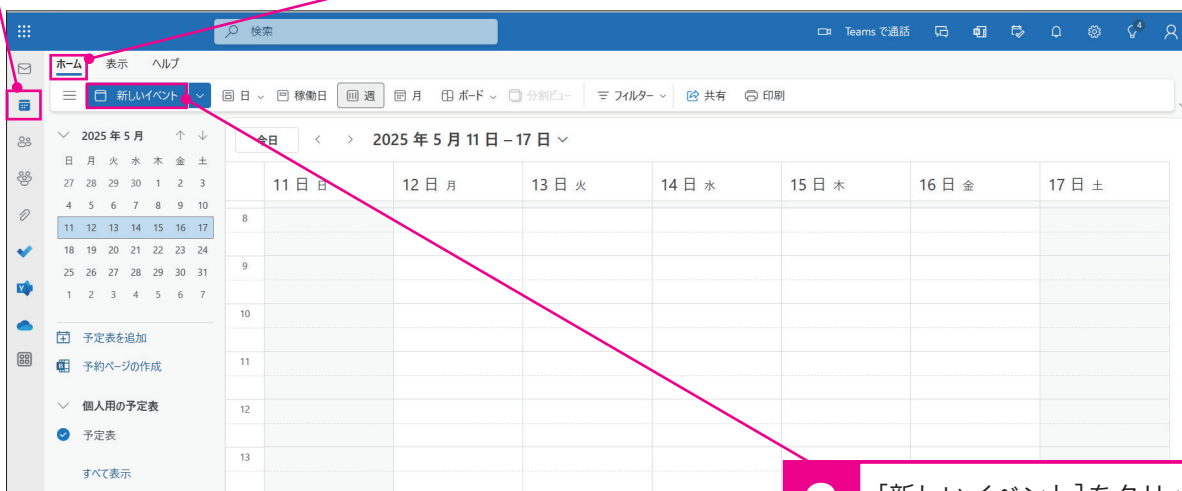 検索
Teams で通話
4
ホーム 表示 ヘルプ
新しいイベント 日 稼働日 週 月 ボード 分割ビュー フィルター 共有 印刷
2025 年 5 月
今日 2025 年 5 月 11 日 – 17 日
日 月 火 水 木 金 土
27 28 29 30 1 2 3
4 5 6 7 8 9 10
11 12 13 14 15 16 17
18 19 20 21 22 23 24
25 26 27 28 29 30 31
1 2 3 4 5 6 7
予定表を追加
予約ページの作成
個人用の予定表
予定表
すべて表示
11 日 日 12 日 月 13 日 火 14 日 水 15 日 木 16 日 金 17 日 土
8
9
10
11
12
13